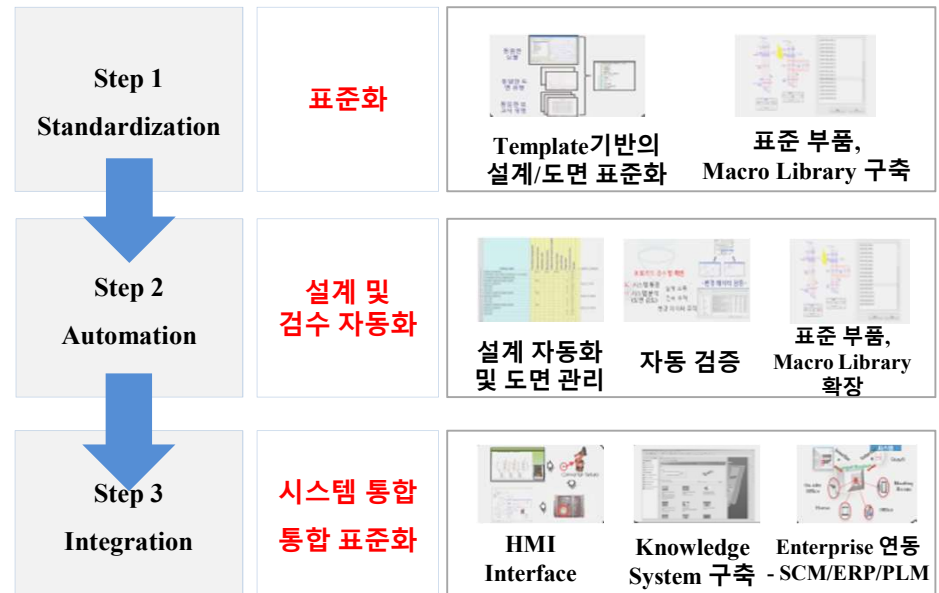 Step 1
Standardization
표준화
Template기반의
설계/도면 표준화
표준 부품,
Macro Library 구축
Step 2
Automation
설계 및
검수 자동화
설계 자동화
및 도면 관리
자동 검증
표준 부품,
Macro Library
확장
Step 3
Integration
시스템 통합
통합 표준화
HMI
Interface
Knowledge
System 구축
Enterprise 연동
- SCM/ERP/PLM